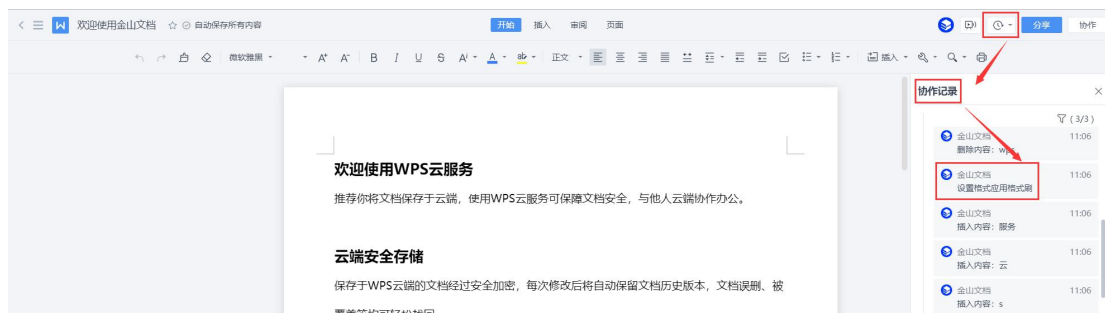 欢迎使用金山文档 自动保存所有内容 开始 插入 审阅 页面 分享 协作
微软雅黑 A⁺ A⁻ B I U S A 正文 插入
协作记录
(3/3)
金山文档 11:06
删除内容：wps
金山文档 11:06
设置格式应用格式刷
金山文档 11:06
插入内容：服务
金山文档 11:06
插入内容：云
金山文档 11:06
插入内容：s
欢迎使用WPS云服务
推荐你将文档保存于云端，使用WPS云服务可保障文档安全，与他人云端协作办公。
云端安全存储
保存于WPS云端的文档经过安全加密，每次修改后将自动保留文档历史版本，文档误删、被